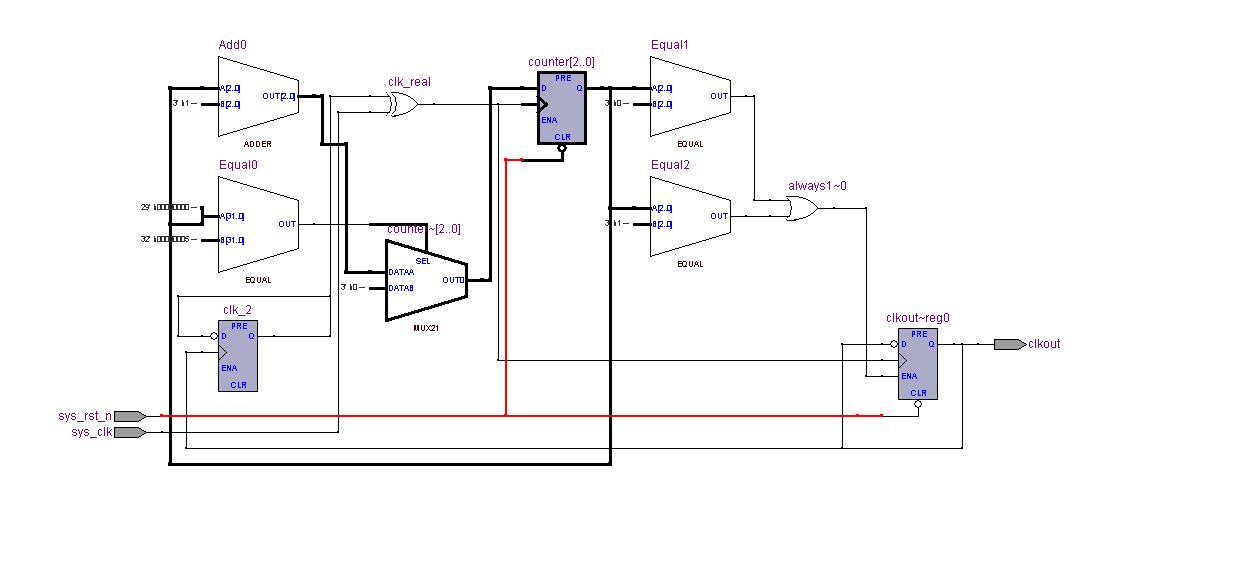 Add0
A[2..0]
B[2..0]
OUT[2..0]
3' h1
ADDER
clk_real
counter[2..0]
PRE
D
Q
ENA
CLR
Equal1
A[2..0]
B[2..0]
OUT
3' h0
EQUAL
Equal0
29' h00000000
A[31..0]
32' h00000005
B[31..0]
OUT
EQUAL
counter~[2..0]
SEL
DATAA
DATAB
OUT0
3' h0
MUX21
Equal2
A[2..0]
B[2..0]
OUT
3' h1
EQUAL
always1~0
clk_2
PRE
D
Q
ENA
CLR
clkout~reg0
PRE
D
Q
ENA
CLR
clkout
sys_rst_n
sys_clk